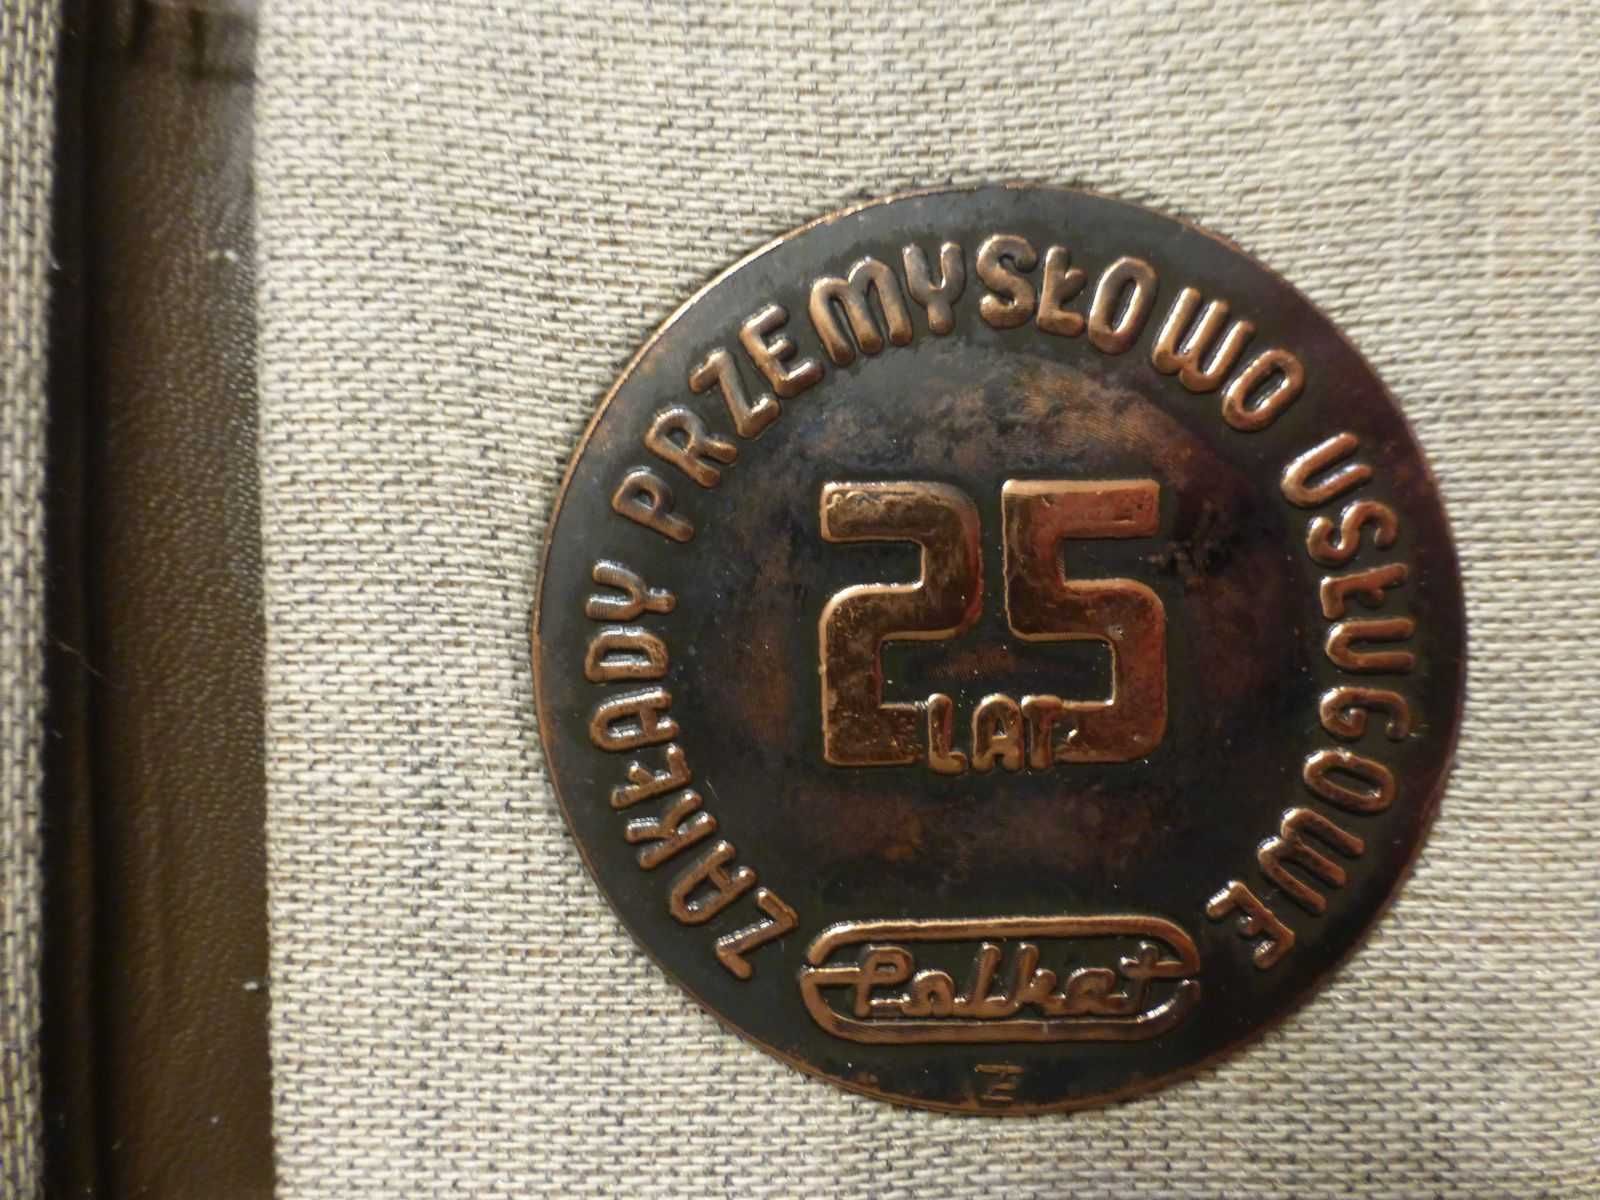 ZAKŁADY PRZEMYSŁOWO USŁUGOWE
25
LAT
Polkat